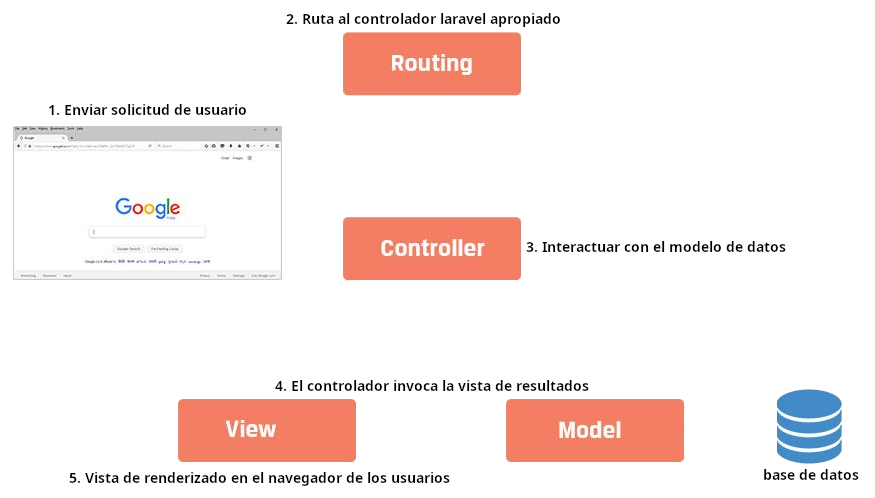 2. Ruta al controlador laravel apropiado
Routing
1. Enviar solicitud de usuario
Google
Controller
3. Interactuar con el modelo de datos
4. El controlador invoca la vista de resultados
View
Model
5. Vista de renderizado en el navegador de los usuarios
base de datos